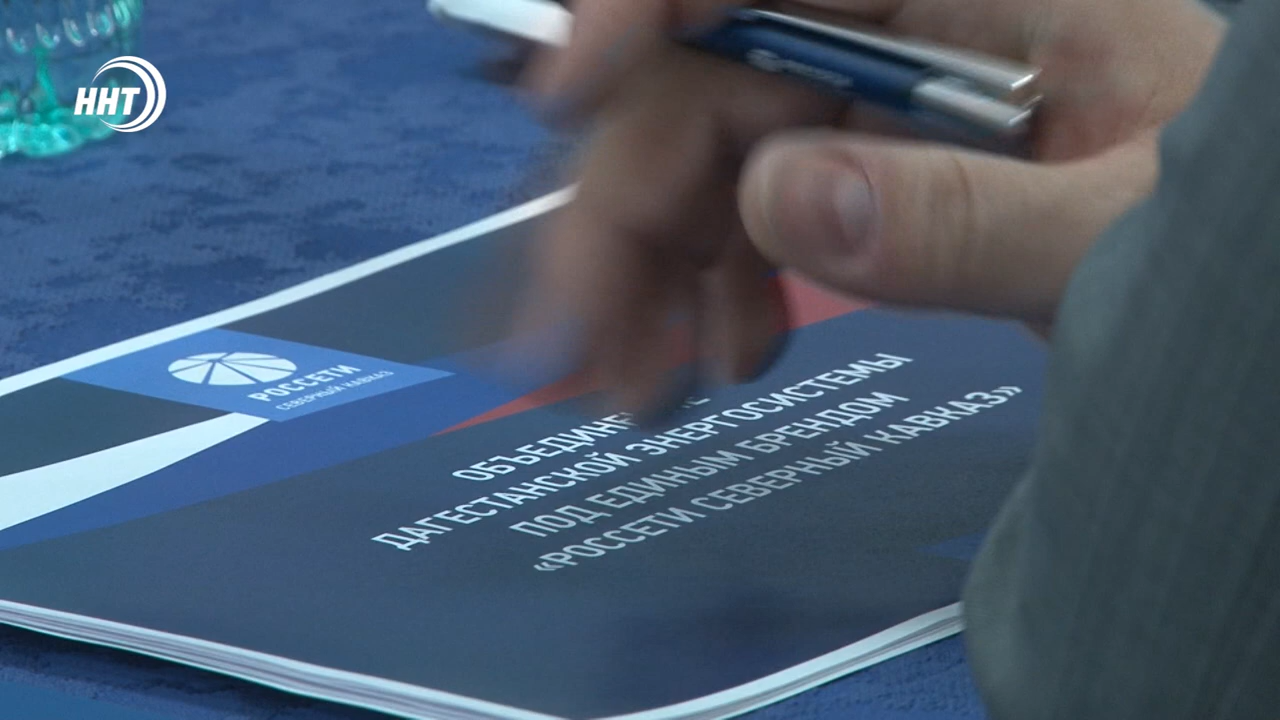 ННТ
РОССЕТИ
СЕВЕРНЫЙ КАВКАЗ
ДАГЕСТАНСКОЙ ЭНЕРГОСИСТЕМЫ
ПОД ЕДИНЫМ БРЕНДОМ
«РОССЕТИ СЕВЕРНЫЙ КАВКАЗ»